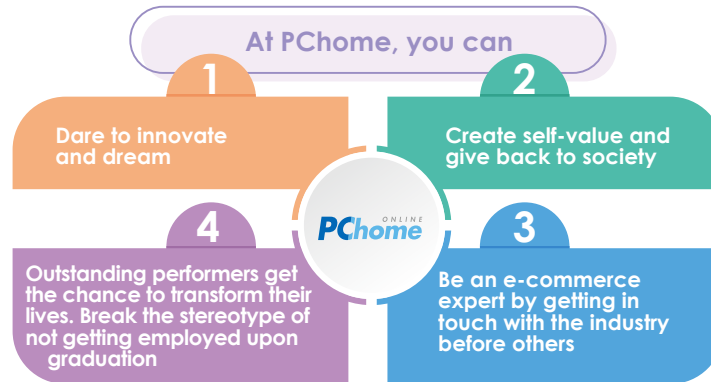 At PChome, you can
1
Dare to innovate
and dream
2
Create self-value and
give back to society
ONLINE
PChome
4
Outstanding performers get
the chance to transform their
lives. Break the stereotype of
not getting employed upon
graduation
3
Be an e-commerce
expert by getting in
touch with the industry
before others